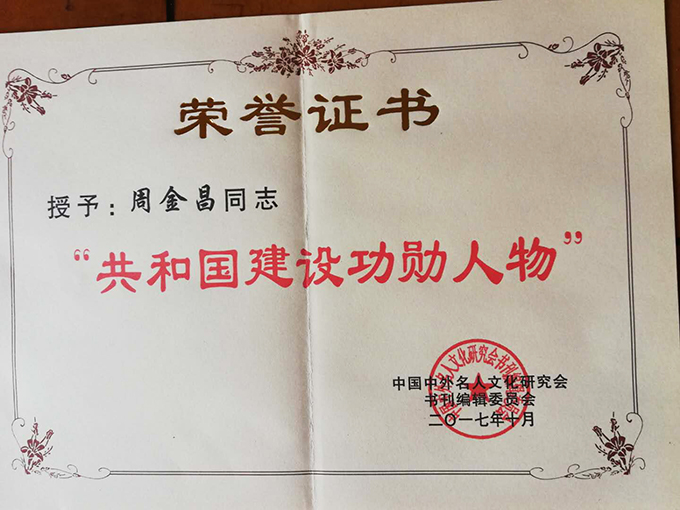 荣誉证书
授予：周金昌同志
“共和国建设功勋人物”
中国中外名人文化研究会
书刊编辑委员会
二〇一七年十月